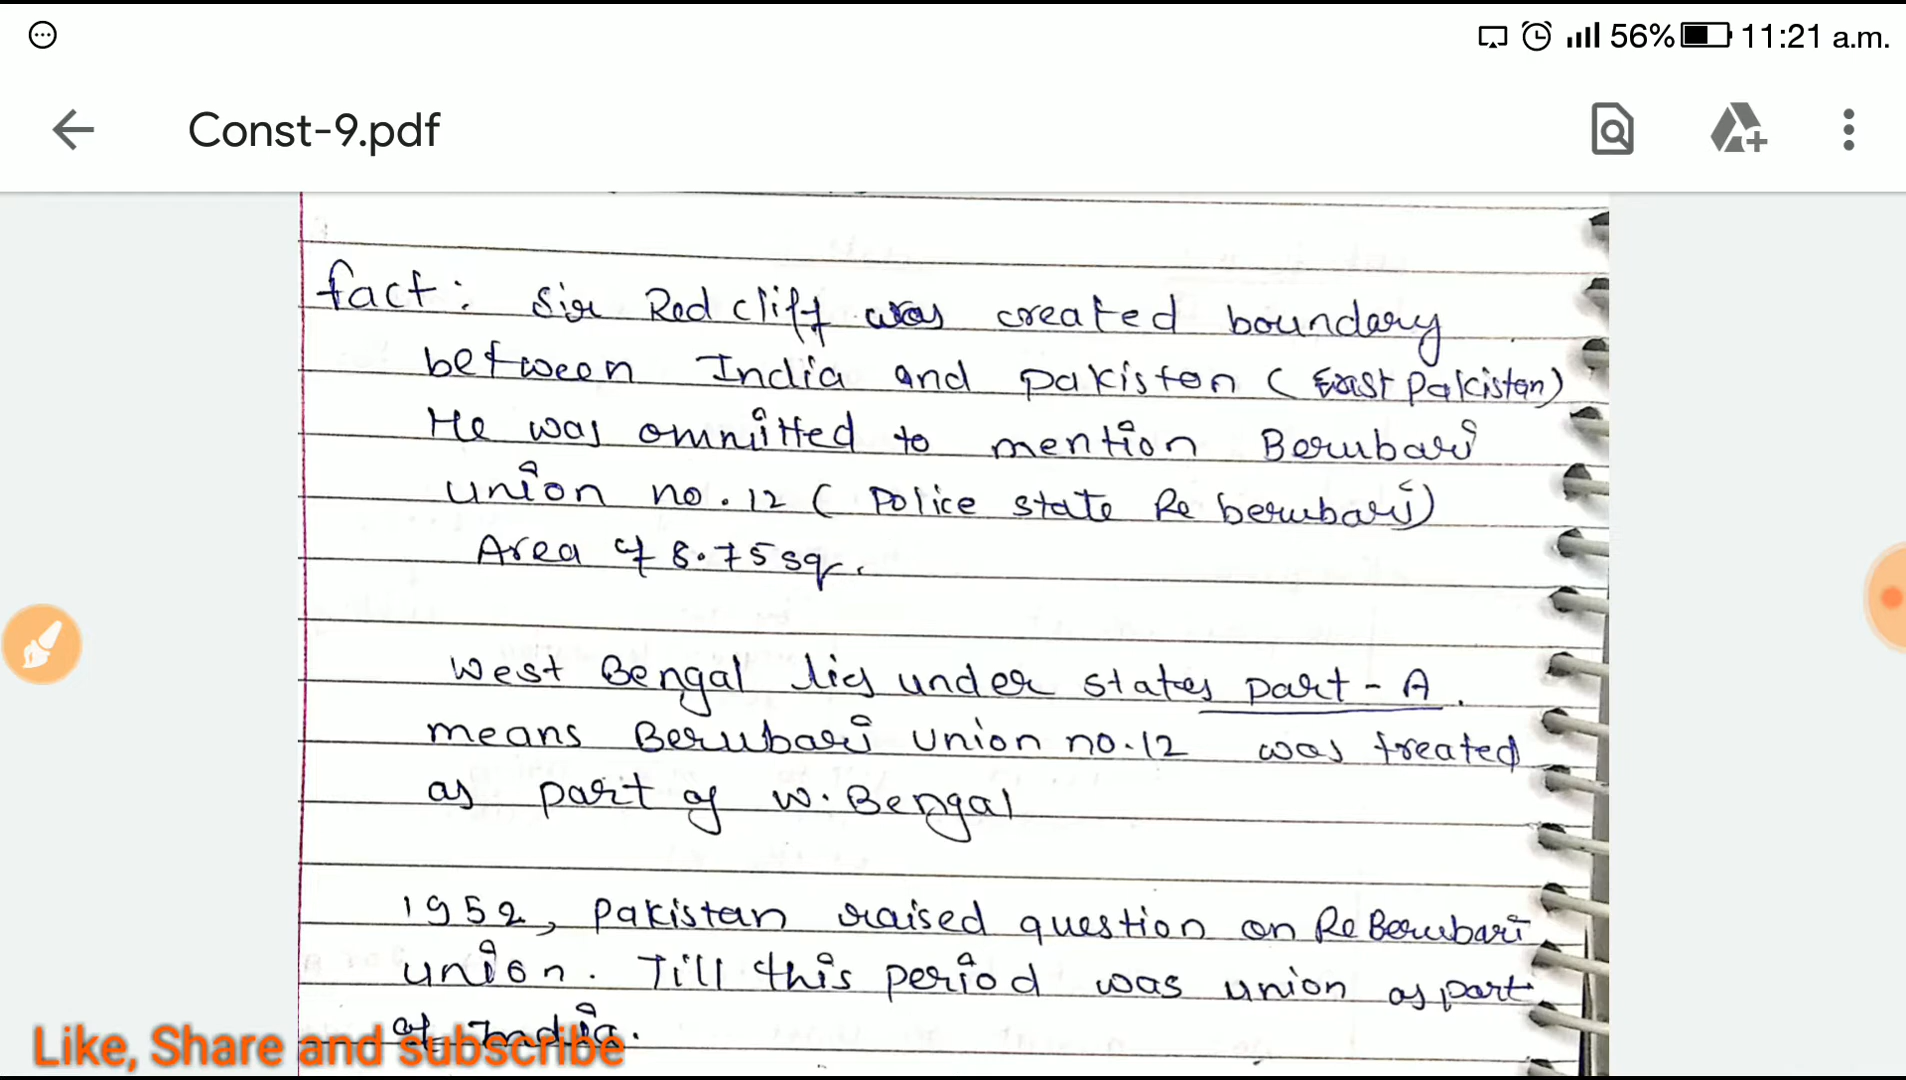 56% 11:21 a.m.
Const-9.pdf
fact: Sir Redcliff was created boundary
between India and pakistan (East Pakistan)
He was ommitted to mention Berubari
union no. 12 ( Police state Re berubari)
Area of 8.75 sq.
west Bengal lies under states part-A.
means Berubari union no.12 was treated
as part of w. Bengal
1952, Pakistan raised question on Re Berubari
union. Till this period was union as part
of India.
Like, Share and subscribe